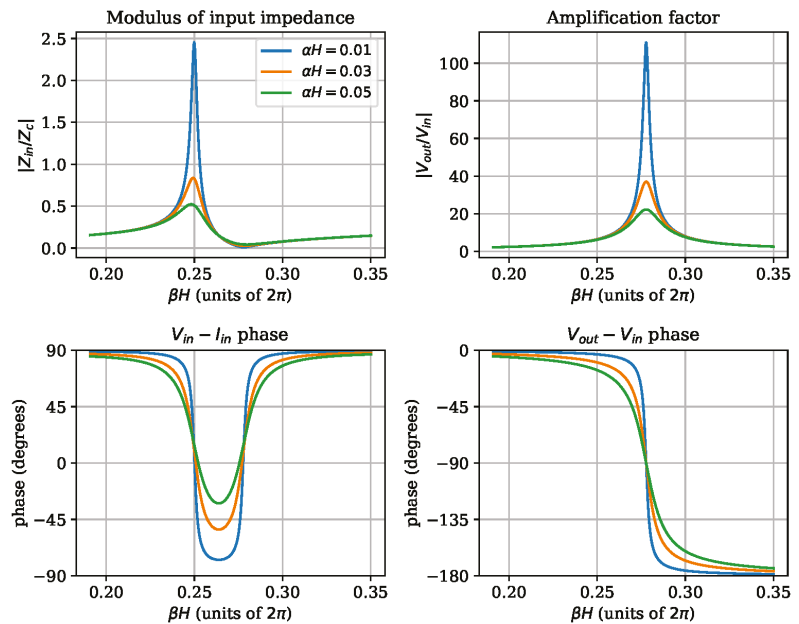 Modulus of input impedance
Amplification factor
|Z_in/Z_c|
2.5
2.0
1.5
1.0
0.5
0.0
αH = 0.01
αH = 0.03
αH = 0.05
0.20 0.25 0.30 0.35
βH (units of 2π)
|V_out/V_in|
100
80
60
40
20
0
0.20 0.25 0.30 0.35
βH (units of 2π)
V_in − I_in phase
V_out − V_in phase
phase (degrees)
90
45
0
−45
−90
0.20 0.25 0.30 0.35
βH (units of 2π)
phase (degrees)
0
−45
−90
−135
−180
0.20 0.25 0.30 0.35
βH (units of 2π)